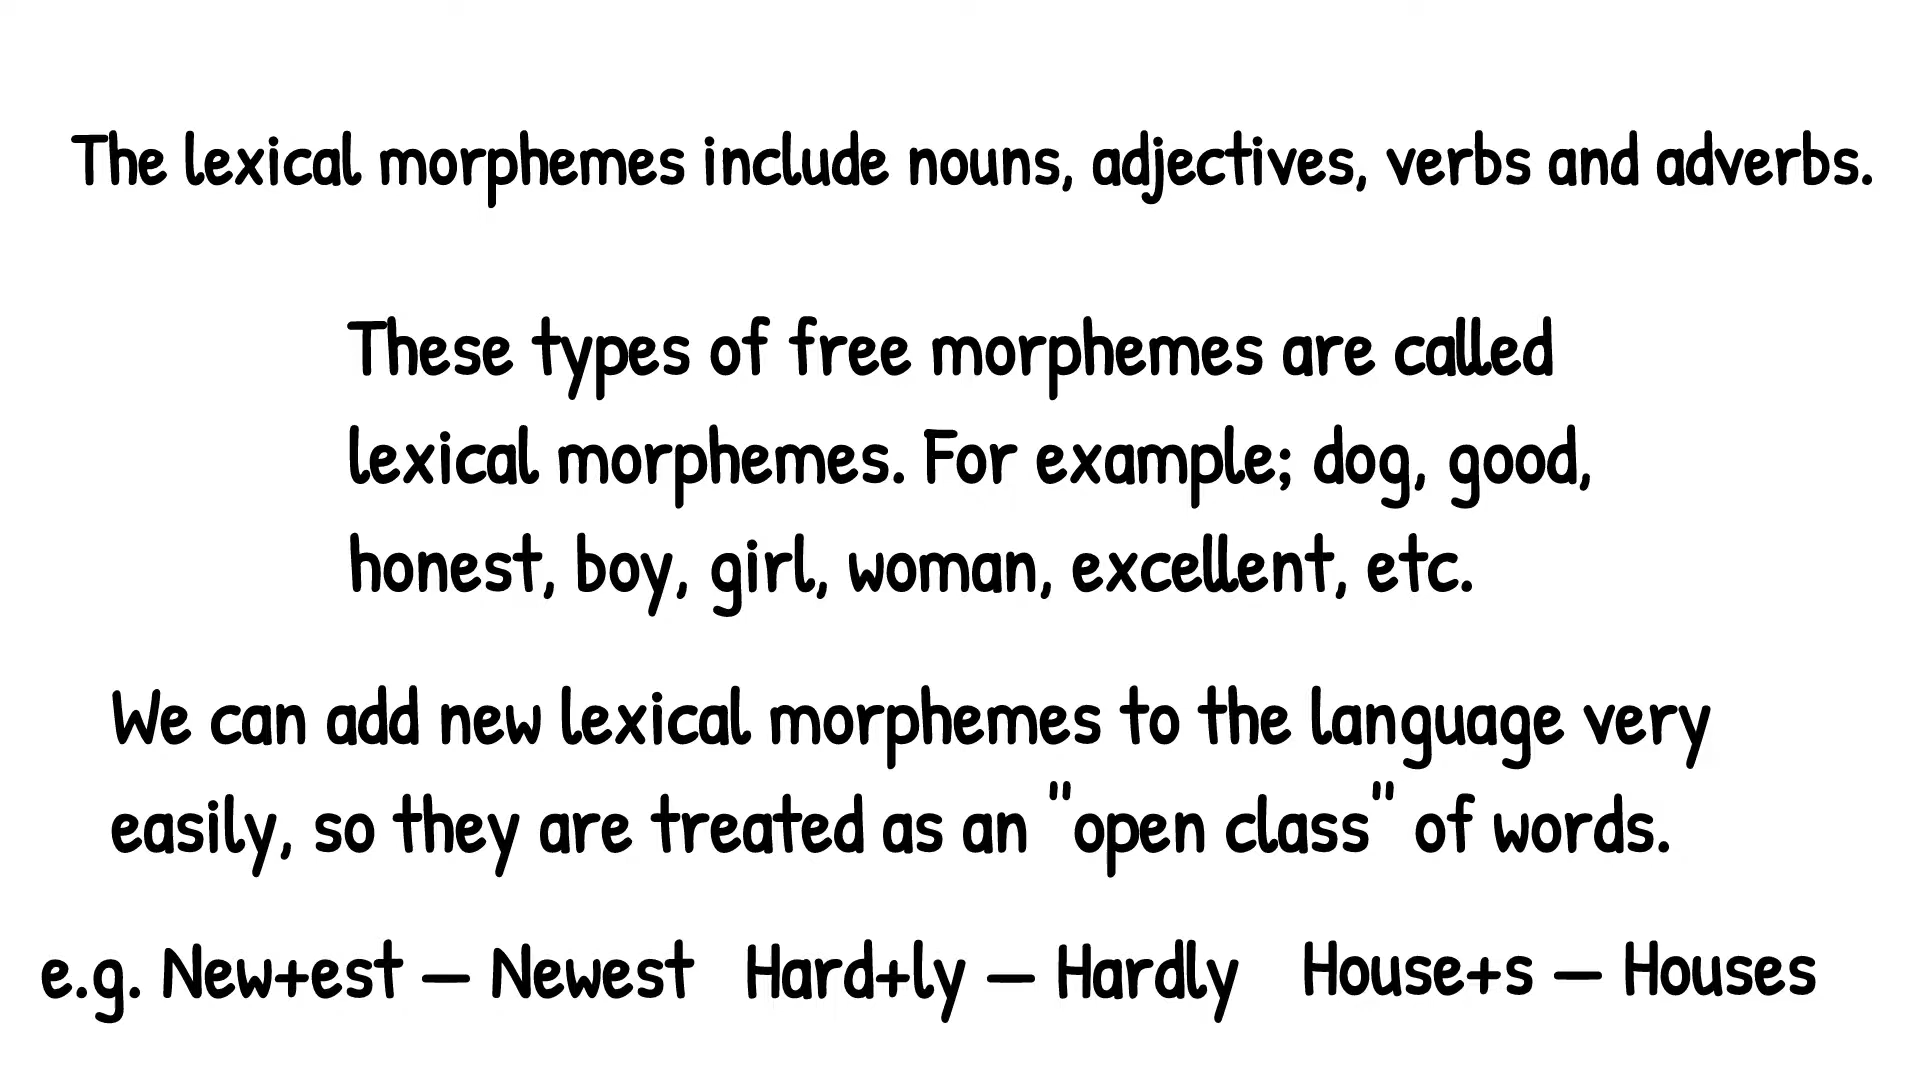 The lexical morphemes include nouns, adjectives, verbs and adverbs.
These types of free morphemes are called
lexical morphemes. For example; dog, good,
honest, boy, girl, woman, excellent, etc.
We can add new lexical morphemes to the language very
easily, so they are treated as an "open class" of words.
e.g. New+est – Newest Hard+ly – Hardly House+s – Houses